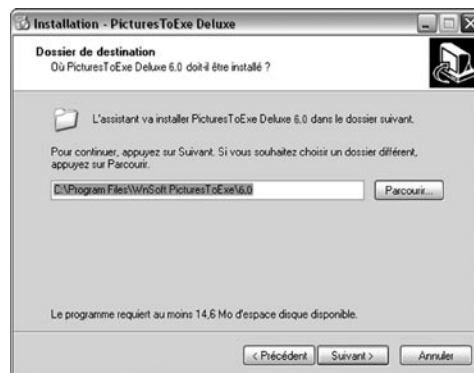 Installation - PicturesToExe Deluxe
Dossier de destination
Où PicturesToExe Deluxe 6.0 doit-il être installé ?
L'assistant va installer PicturesToExe Deluxe 6.0 dans le dossier suivant.
Pour continuer, appuyez sur Suivant. Si vous souhaitez choisir un dossier différent,
appuyez sur Parcourir.
C:\Program Files\WnSoft PicturesToExe\6.0
Parcourir...
Le programme requiert au moins 14,6 Mo d'espace disque disponible.
< Précédent
Suivant >
Annuler